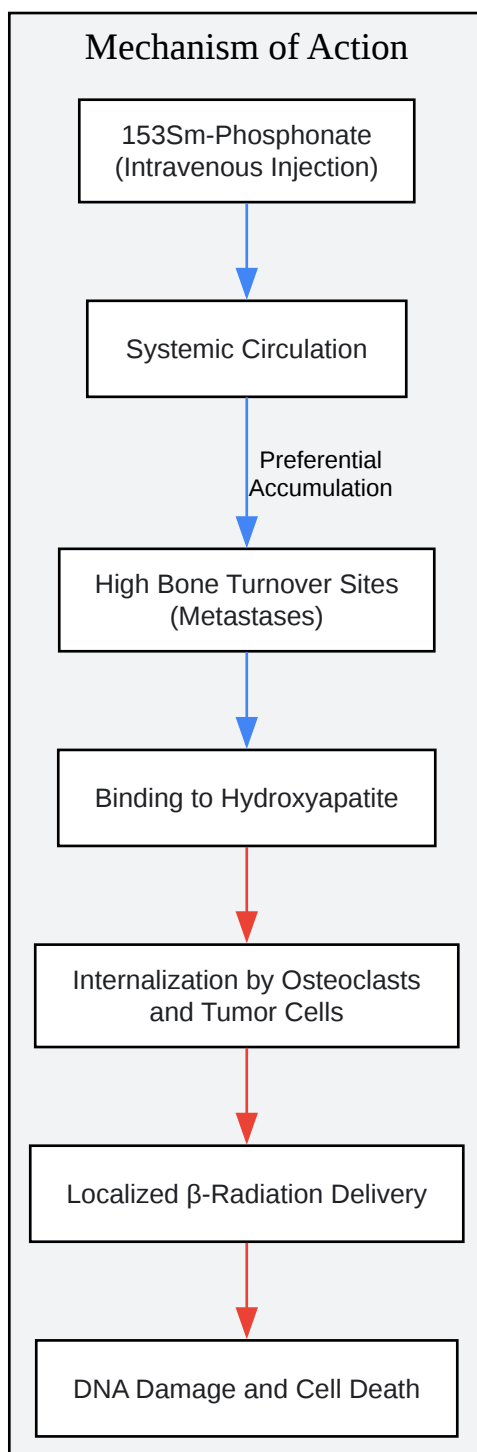 Mechanism of Action
153Sm-Phosphonate
(Intravenous Injection)
Systemic Circulation
Preferential
Accumulation
High Bone Turnover Sites
(Metastases)
Binding to Hydroxyapatite
Internalization by Osteoclasts
and Tumor Cells
Localized β-Radiation Delivery
DNA Damage and Cell Death